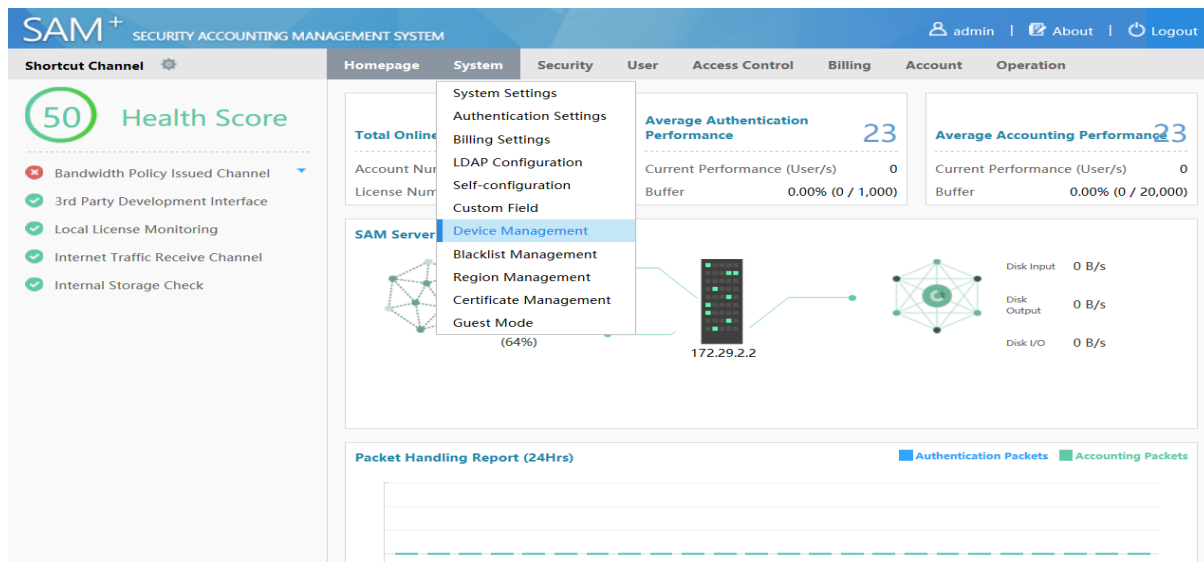 SAM+ SECURITY ACCOUNTING MANAGEMENT SYSTEM
admin | About | Logout
Shortcut Channel
Homepage System Security User Access Control Billing Account Operation
50 Health Score
Bandwidth Policy Issued Channel
3rd Party Development Interface
Local License Monitoring
Internet Traffic Receive Channel
Internal Storage Check
System Settings
Authentication Settings
Billing Settings
LDAP Configuration
Self-configuration
Custom Field
Device Management
Blacklist Management
Region Management
Certificate Management
Guest Mode
Total Online
Account Nu
License Num
Average Authentication
Performance
23
Current Performance (User/s) 0
Buffer 0.00% (0 / 1,000)
Average Accounting Performance 23
Current Performance (User/s) 0
Buffer 0.00% (0 / 20,000)
SAM Server
(64%)
172.29.2.2
Disk Input 0 B/s
Disk
Output
0 B/s
Disk I/O 0 B/s
Packet Handling Report (24Hrs)
Authentication Packets Accounting Packets